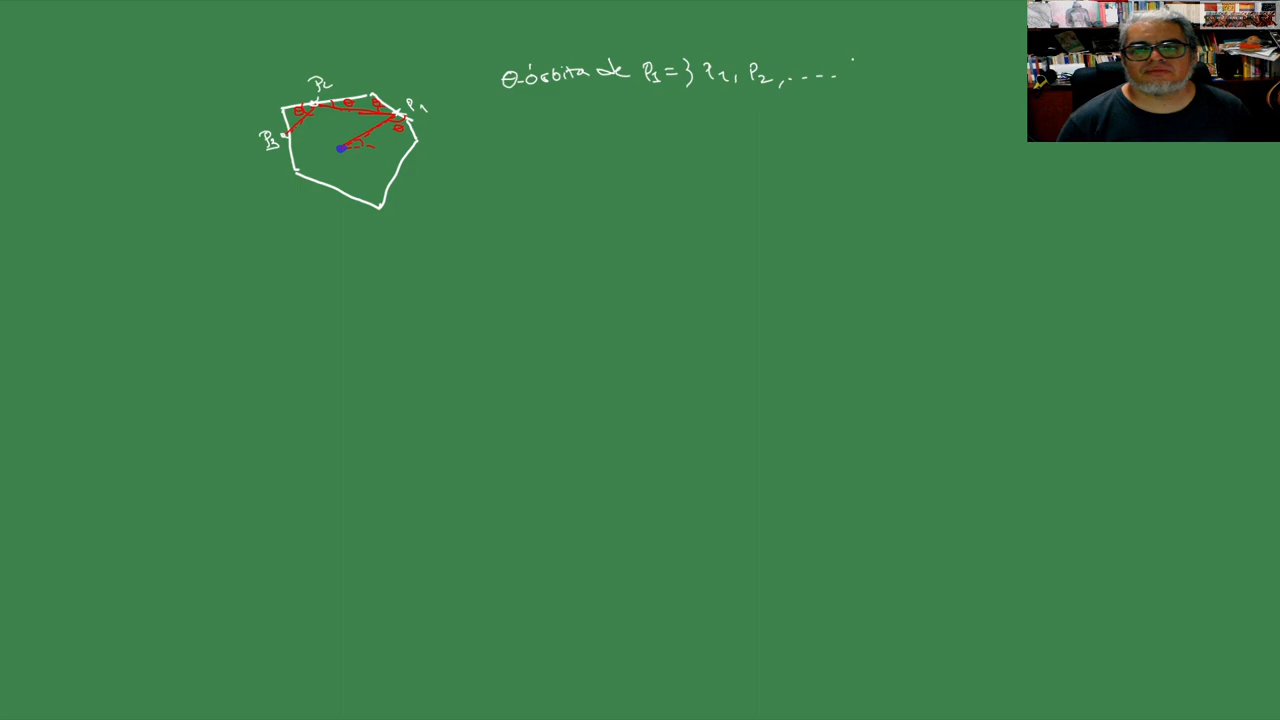 θ-órbita de P₁ = } P₁, P₂, ....
P₂
P₁
P₃
θ
θ
θ
θ